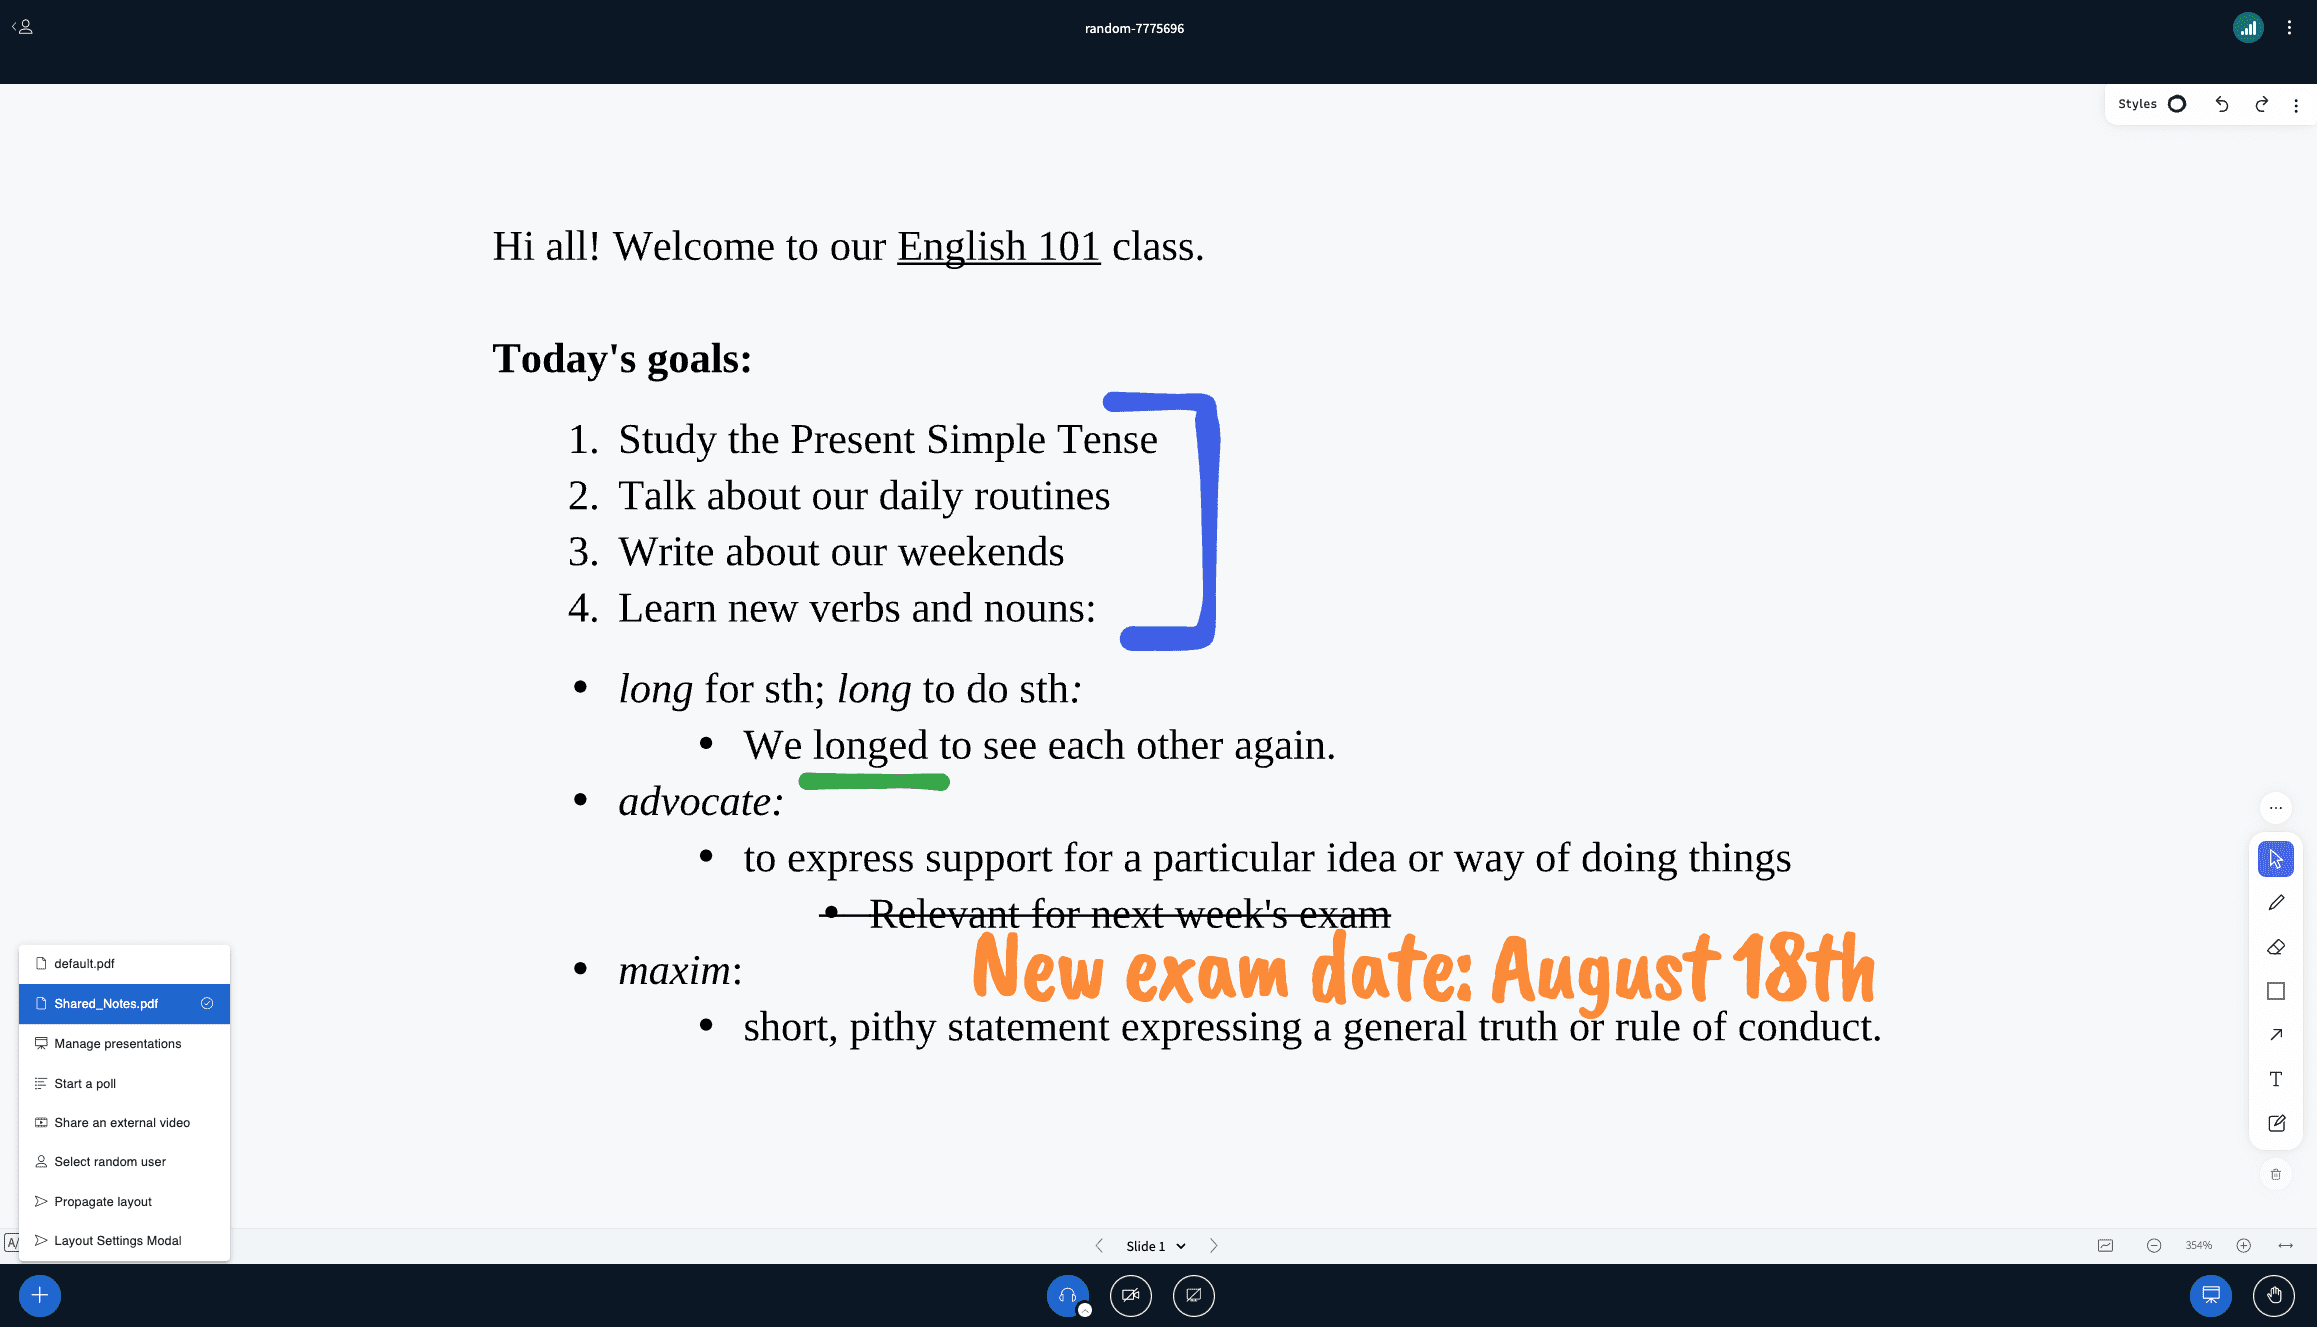 random-7775696
Styles
Hi all! Welcome to our English 101 class.
Today's goals:
1. Study the Present Simple Tense
2. Talk about our daily routines
3. Write about our weekends
4. Learn new verbs and nouns:
• long for sth; long to do sth:
• We longed to see each other again.
• advocate:
• to express support for a particular idea or way of doing things
• Relevant for next week's exam
New exam date: August 18th
• maxim:
• short, pithy statement expressing a general truth or rule of conduct.
default.pdf
Shared_Notes.pdf
Manage presentations
Start a poll
Share an external video
Select random user
Propagate layout
Layout Settings Modal
Slide 1
354%